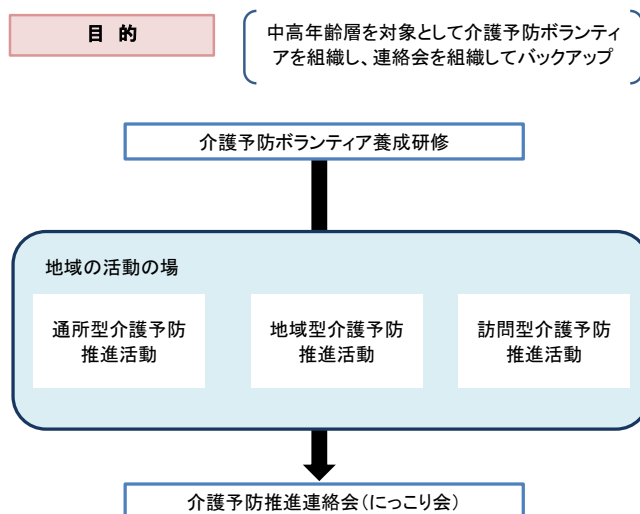 目 的
中高年齢層を対象として介護予防ボランティ
アを組織し、連絡会を組織してバックアップ
介護予防ボランティア養成研修
地域の活動の場
通所型介護予防
推進活動
地域型介護予防
推進活動
訪問型介護予防
推進活動
介護予防推進連絡会（にっこり会）